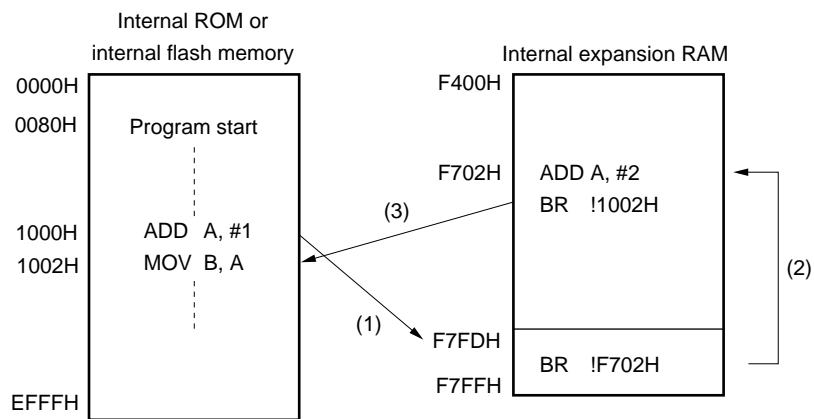 Internal ROM or
internal flash memory
0000H
0080H
Program start
1000H
ADD A, #1
1002H
MOV B, A
EFFFH
(1)
(3)
Internal expansion RAM
F400H
F702H
ADD A, #2
BR !1002H
(2)
F7FDH
BR !F702H
F7FFH